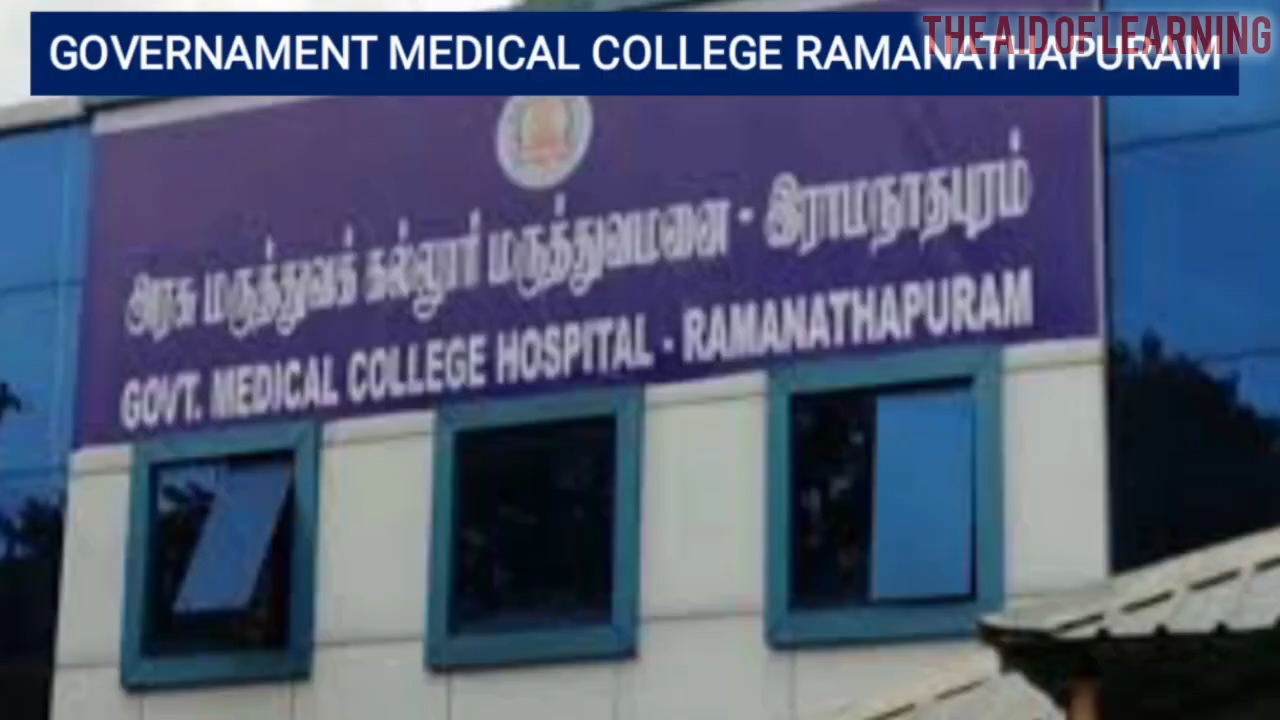 THEAIDOELEARNING
GOVERNAMENT MEDICAL COLLEGE RAMANATHAPURAM
அரசு மருத்துவக் கல்லூரி மருத்துவமனை - இராமநாதபுரம்
GOVT. MEDICAL COLLEGE HOSPITAL - RAMANATHAPURAM